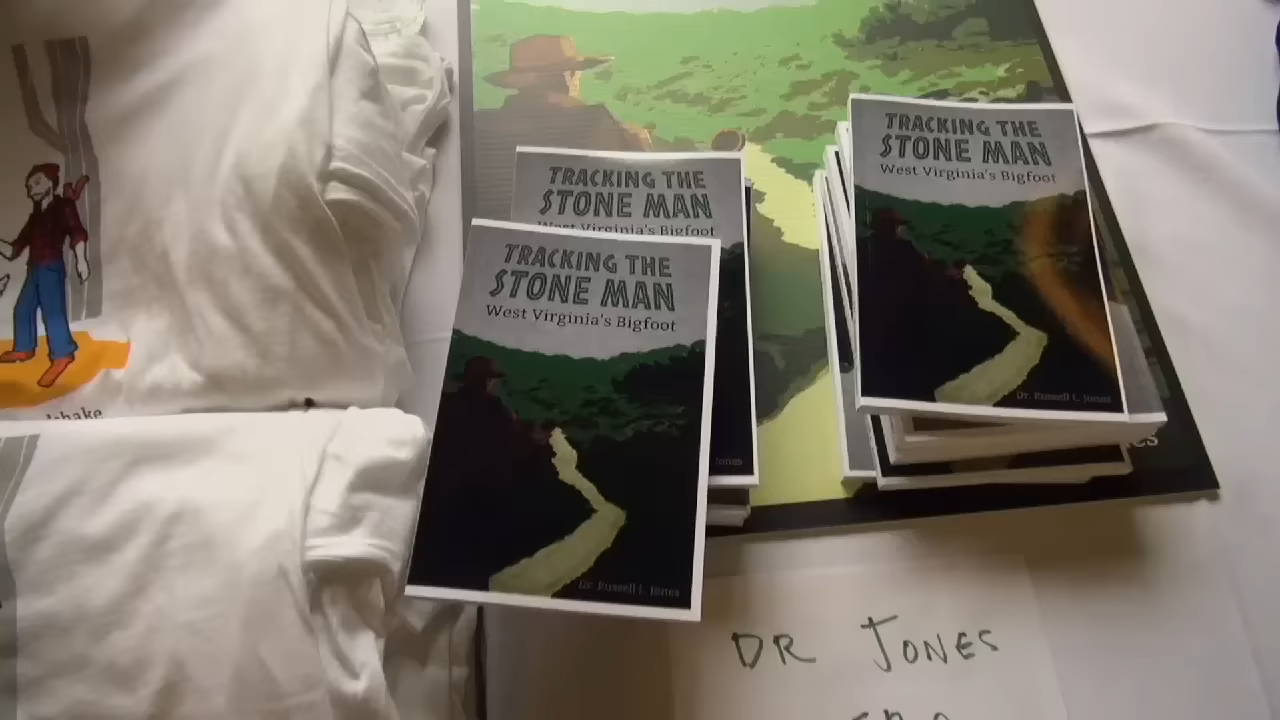 TRACKING THE
STONE MAN
West Virginia's Bigfoot
TRACKING THE
STONE MAN
West Virginia's Bigfoot
Dr. Russell L. Jones
Jones
TRACKING THE
STONE MAN
West Virginia's Bigfoot
Dr. Russell L. Jones
DR JONES